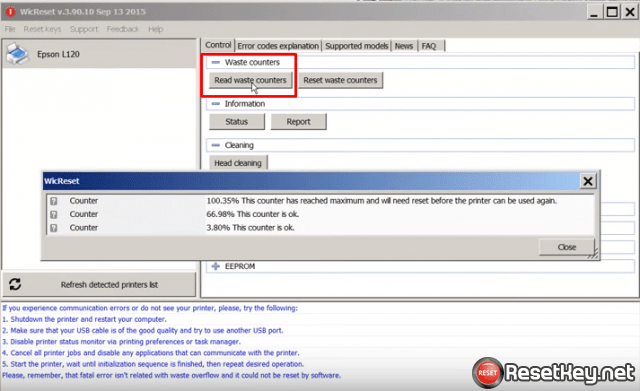 WicReset v.3.90.10 Sep 13 2015
File Reset keys Support Feedback Help
Epson L120
Control Error codes explanation Supported models News FAQ
Waste counters
Read waste counters Reset waste counters
Information
Status Report
Cleaning
Head cleaning
WicReset
Counter 100.35% This counter has reached maximum and will need reset before the printer can be used again.
Counter 66.98% This counter is ok.
Counter 3.80% This counter is ok.
Close
EEPROM
Refresh detected printers list
If you experience communication errors or do not see your printer, please, try the following:
1. Shutdown the printer and restart your computer.
2. Make sure that your USB cable is of the good quality and try to use another USB port.
3. Disable printer status monitor via printing preferences or task manager.
4. Cancel all printer jobs and disable any applications that can communicate with the printer.
5. Start the printer, wait until initialization sequence is finished, then repeat desired operation.
Please, remember, that fatal error isn't related with waste overflow and it could not be reset by software.
RESET
ResetKey.net